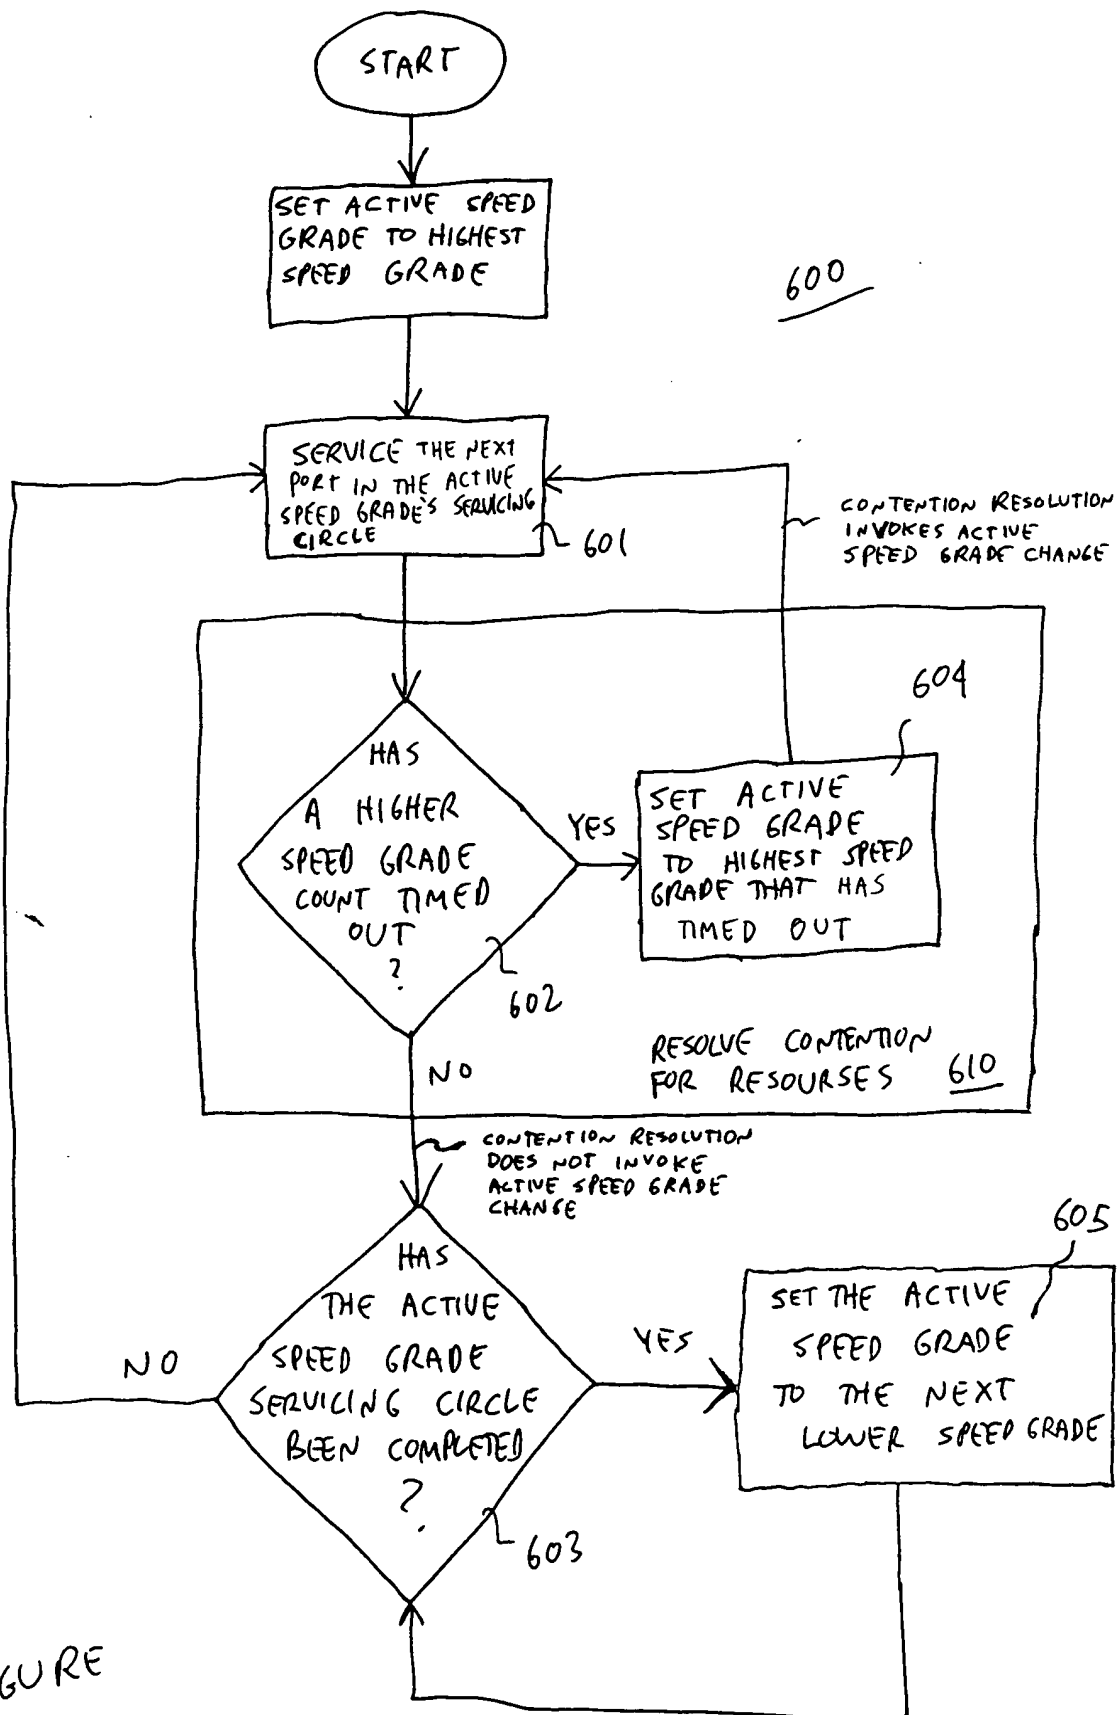 START
SET ACTIVE SPEED
GRADE TO HIGHEST
SPEED GRADE
600
SERVICE THE NEXT
PORT IN THE ACTIVE
SPEED GRADE'S SERVICING
CIRCLE
601
CONTENTION RESOLUTION
INVOKES ACTIVE
SPEED GRADE CHANGE
604
HAS
A HIGHER
SPEED GRADE
COUNT TIMED
OUT
?
602
YES
SET ACTIVE
SPEED GRADE
TO HIGHEST SPEED
GRADE THAT HAS
TIMED OUT
RESOLVE CONTENTION
FOR RESOURSES 610
NO
CONTENTION RESOLUTION
DOES NOT INVOKE
ACTIVE SPEED GRADE
CHANGE
605
HAS
THE ACTIVE
SPEED GRADE
SERVICING CIRCLE
BEEN COMPLETED
?
603
NO
YES
SET THE ACTIVE
SPEED GRADE
TO THE NEXT
LOWER SPEED GRADE